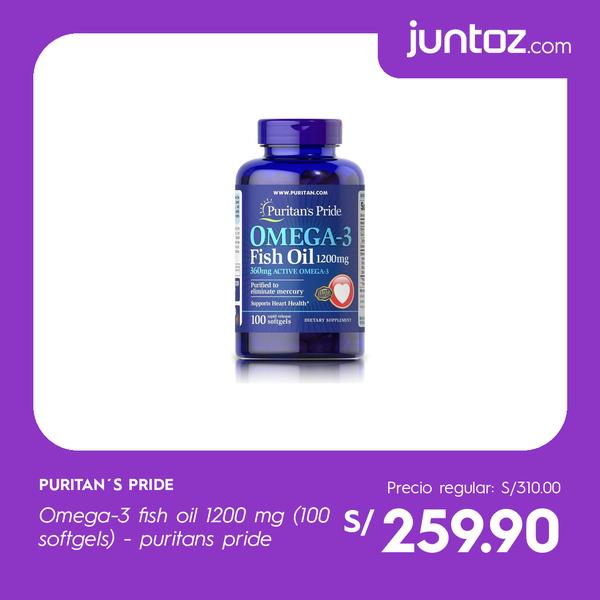 juntoz.com
WWW.PURITAN.COM
Puritan's Pride
OMEGA-3
Fish Oil 1200mg
360mg ACTIVE OMEGA-3
Purified to
eliminate mercury
Supports Heart Health*
100 rapid release
softgels
DIETARY SUPPLEMENT
PURITAN´S PRIDE
Omega-3 fish oil 1200 mg (100
softgels) - puritans pride
Precio regular: S/310.00
S/ 259.90